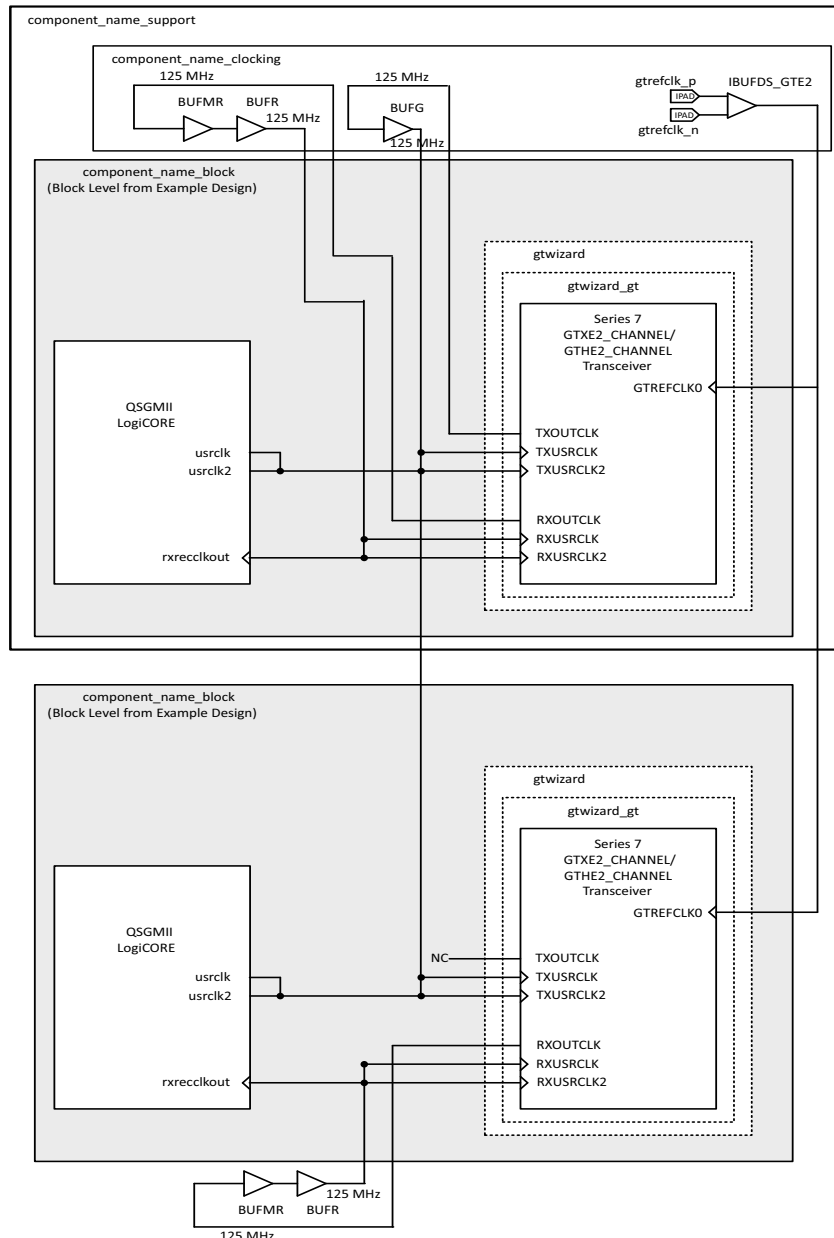 component_name_support
component_name_clocking
125 MHz
125 MHz
gtrefclk_p
IBUFDS_GTE2
BUFMR
BUFR
IPAD
125 MHz
BUFG
IPAD
125 MHz
gtrefclk_n
component_name_block
(Block Level from Example Design)
gtwizard
gtwizard_gt
Series 7
GTXE2_CHANNEL/
GTHE2_CHANNEL
Transceiver
GTREFCLK0
QSGMII
LogiCORE
TXOUTCLK
usrclk
TXUSRCLK
usrclk2
TXUSRCLK2
RXOUTCLK
RXUSRCLK
rxrecclkout
RXUSRCLK2
component_name_block
(Block Level from Example Design)
gtwizard
gtwizard_gt
Series 7
GTXE2_CHANNEL/
GTHE2_CHANNEL
Transceiver
GTREFCLK0
QSGMII
LogiCORE
NC
TXOUTCLK
usrclk
TXUSRCLK
usrclk2
TXUSRCLK2
RXOUTCLK
RXUSRCLK
rxrecclkout
RXUSRCLK2
125 MHz
BUFMR
BUFR
125 MHz